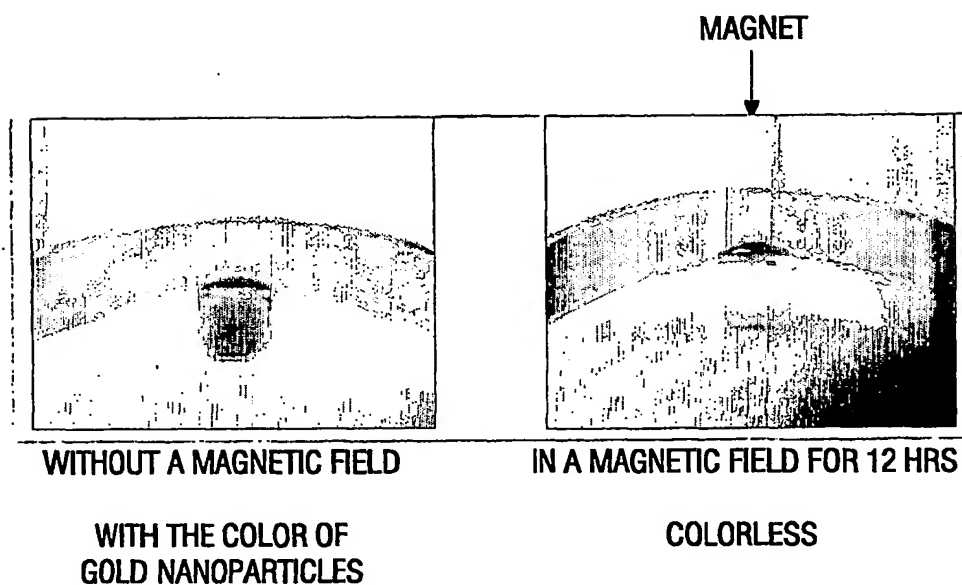 MAGNET
WITHOUT A MAGNETIC FIELD
IN A MAGNETIC FIELD FOR 12 HRS
WITH THE COLOR OF
GOLD NANOPARTICLES
COLORLESS